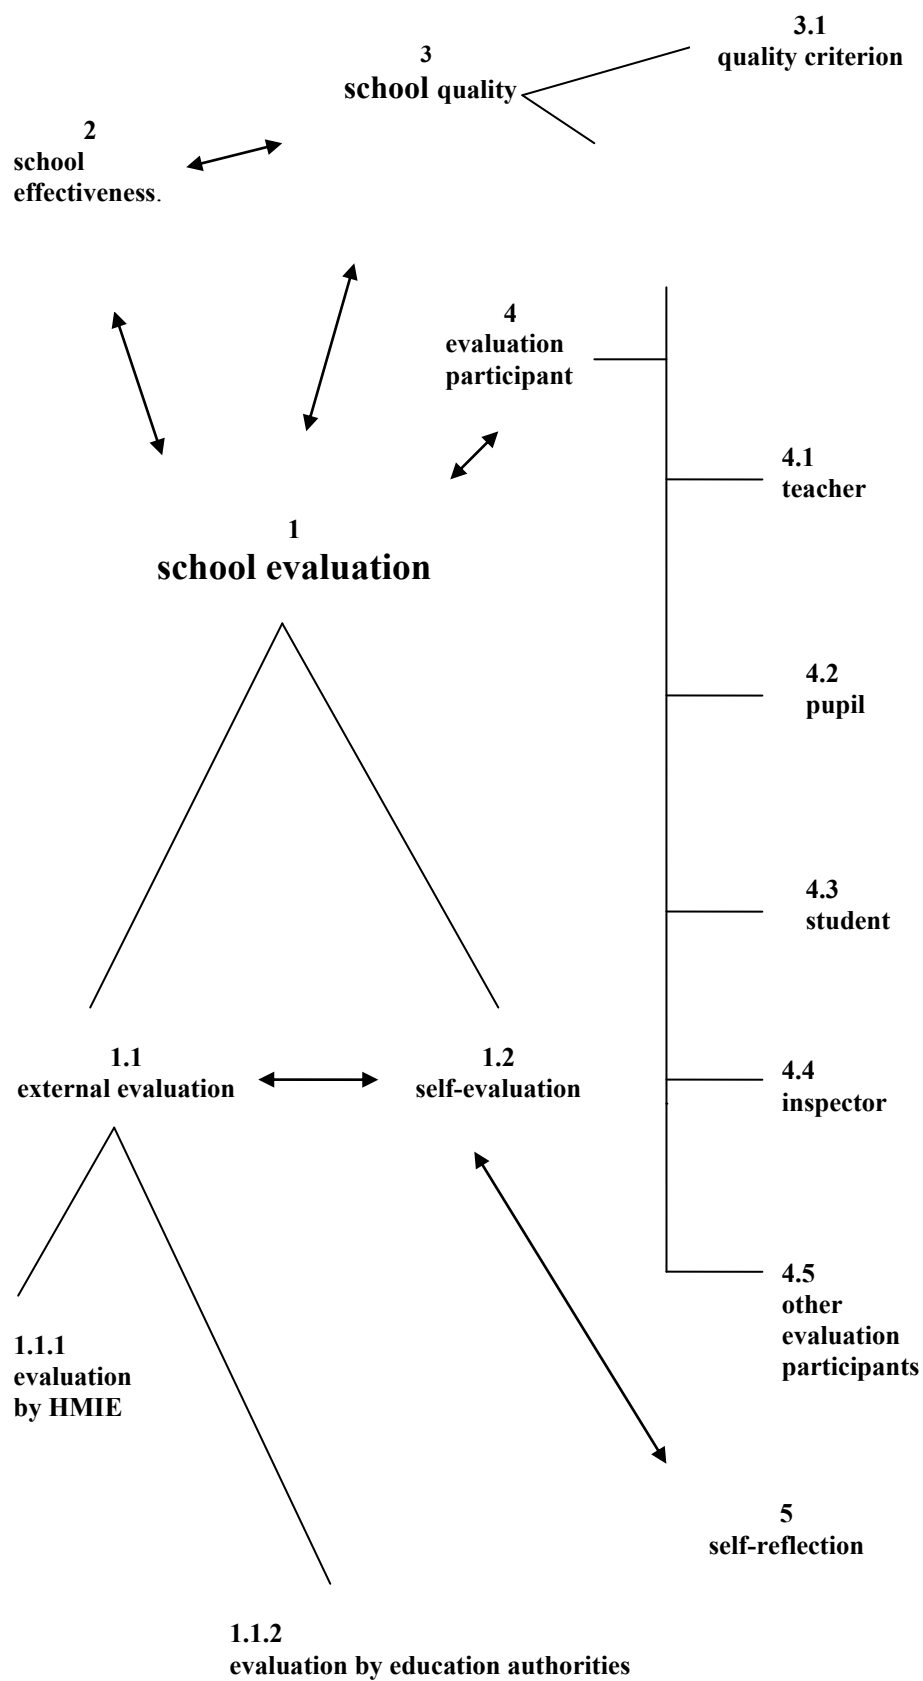 3.1
quality criterion
3
school quality
2
school
effectiveness.
4
evaluation
participant
4.1
teacher
1
school evaluation
4.2
pupil
4.3
student
1.1
external evaluation
1.2
self-evaluation
4.4
inspector
4.5
other
evaluation
participants
1.1.1
evaluation
by HMIE
5
self-reflection
1.1.2
evaluation by education authorities